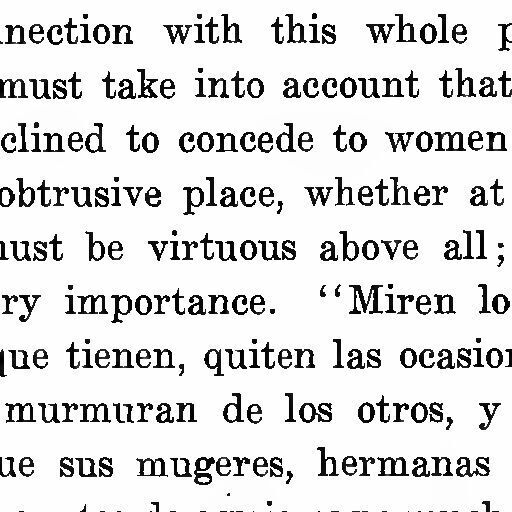 nnection with this whole p
must take into account that
clined to concede to women
obtrusive place, whether at
nust be virtuous above all;
ry importance. "Miren lo
que tienen, quiten las ocasion
murmuran de los otros, y
ue sus mugeres, hermanas